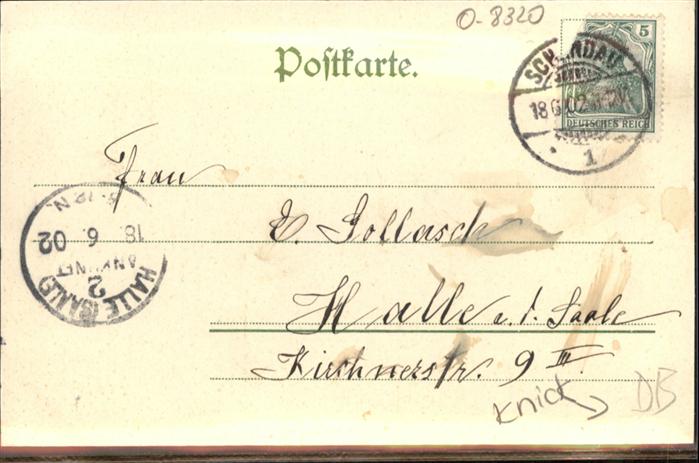 O-8320
5
Postkarte.
SCHANDAU
18 6 02
DEUTSCHES REICH
1
Frau
E. Gollasch
Halle a. d. Saale
Kirchnerstr. 9 III.
HALLE (SAALE)
2
ANKUNFT
18. 6. 02
Knick
DB